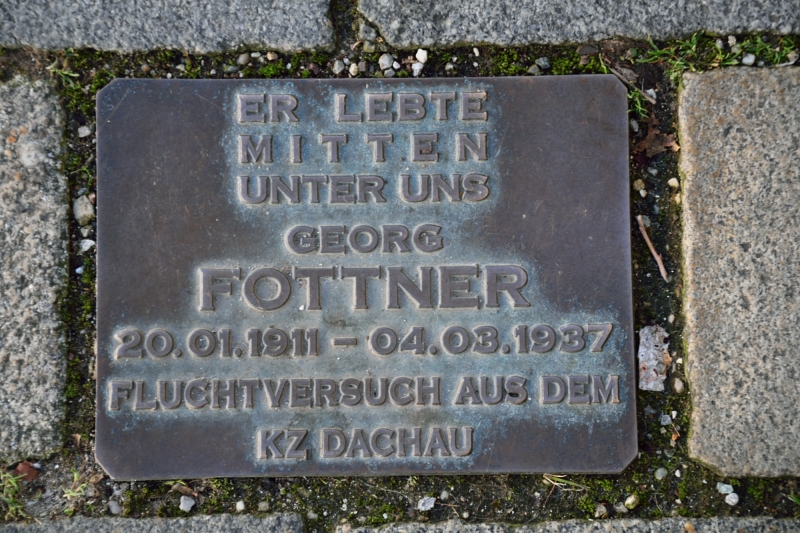 ER LEBTE
MITTEN
UNTER UNS
GEORG
FOTTNER
20.01.1911 - 04.03.1937
FLUCHTVERSUCH AUS DEM
KZ DACHAU